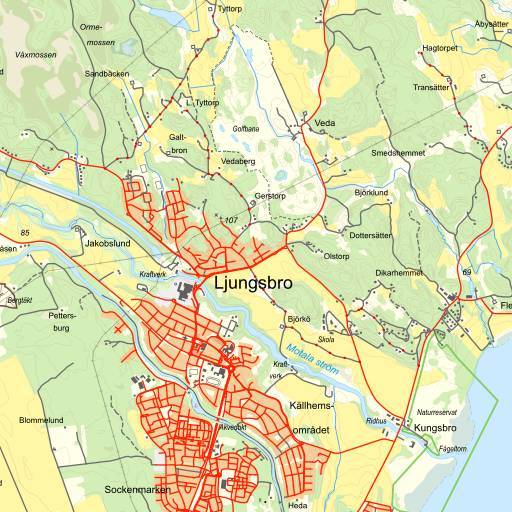 Tyttorp
Åbysätter
Orme-
mossen
Hagtorpet
Växmossen
Sandbäcken
Transätter
L. Tyttorp
Veda
Golfbana
Gall-
bron
Smedshemmet
Vedaberg
Björklund
Gerstorp
107
85
Dottersätter
Jakobslund
Olstorp
åsen
Kraftverk
Dikarhemmet
69
Ljungsbro
Bergtäkt
Fle
Petters-
burg
Björkö
Skola
Motala ström
Kraft-
verk
Källhems-
området
Naturreservat
Blommelund
Ridhus
Kungsbro
Akvedukt
Fågeltorn
Sockenmarken
Heda